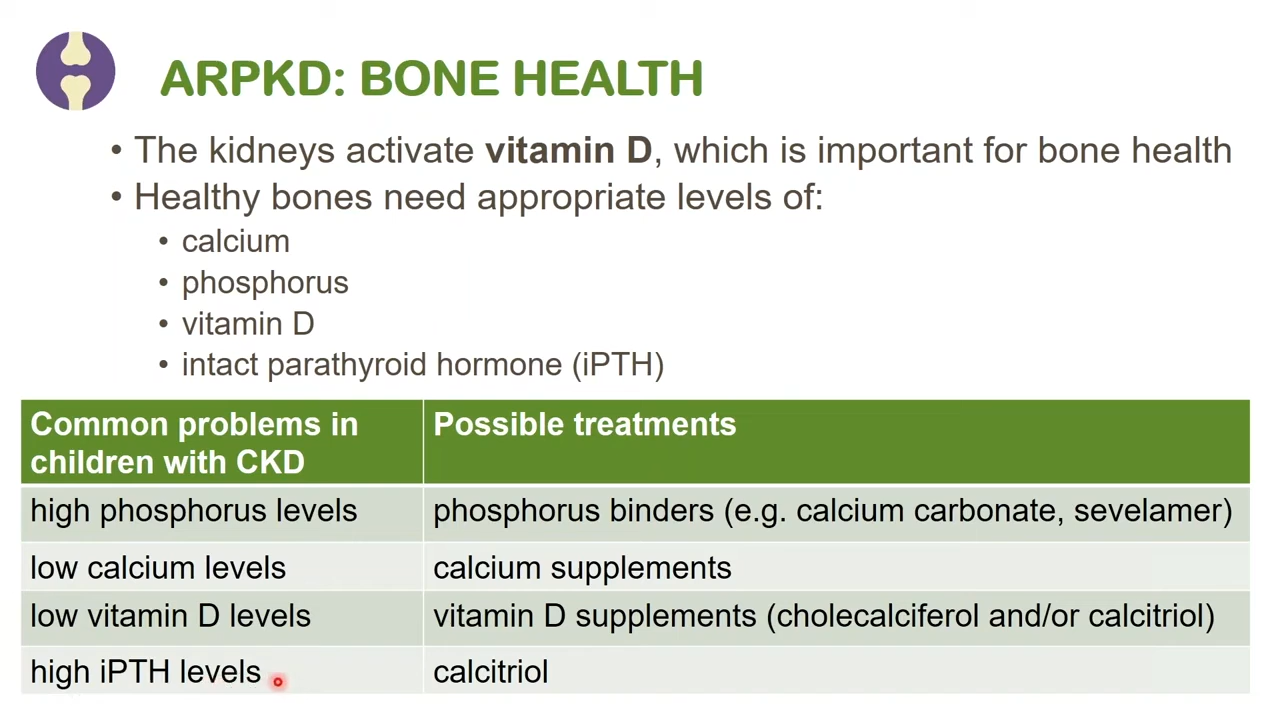 ARPKD: BONE HEALTH
• The kidneys activate vitamin D, which is important for bone health
• Healthy bones need appropriate levels of:
• calcium
• phosphorus
• vitamin D
• intact parathyroid hormone (iPTH)
Common problems in children with CKD
Possible treatments
high phosphorus levels
phosphorus binders (e.g. calcium carbonate, sevelamer)
low calcium levels
calcium supplements
low vitamin D levels
vitamin D supplements (cholecalciferol and/or calcitriol)
high iPTH levels
calcitriol